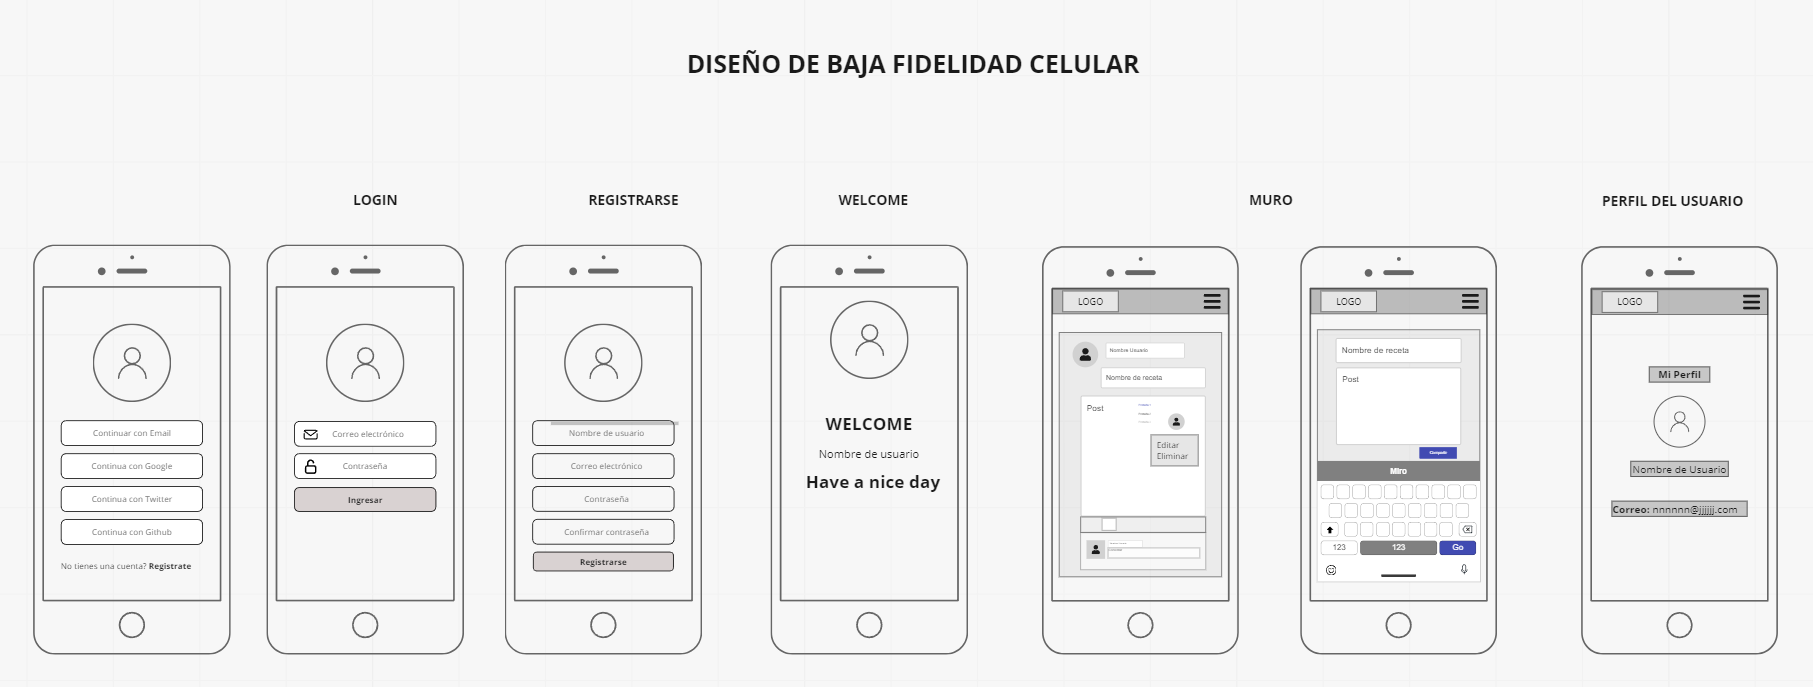 DISEÑO DE BAJA FIDELIDAD CELULAR
LOGIN
REGISTRARSE
WELCOME
MURO
PERFIL DEL USUARIO
Continuar con Email
Continua con Google
Continua con Twitter
Continua con Github
No tienes una cuenta? Registrate
Correo electrónico
Contraseña
Ingresar
Nombre de usuario
Correo electrónico
Contraseña
Confirmar contraseña
Registrarse
WELCOME
Nombre de usuario
Have a nice day
LOGO
Nombre Usuario
Nombre de receta
Post
Editar
Eliminar
LOGO
Nombre de receta
Post
Compartir
Miro
123
123
Go
LOGO
Mi Perfil
Nombre de Usuario
Correo: nnnnnn@jjjjjj.com